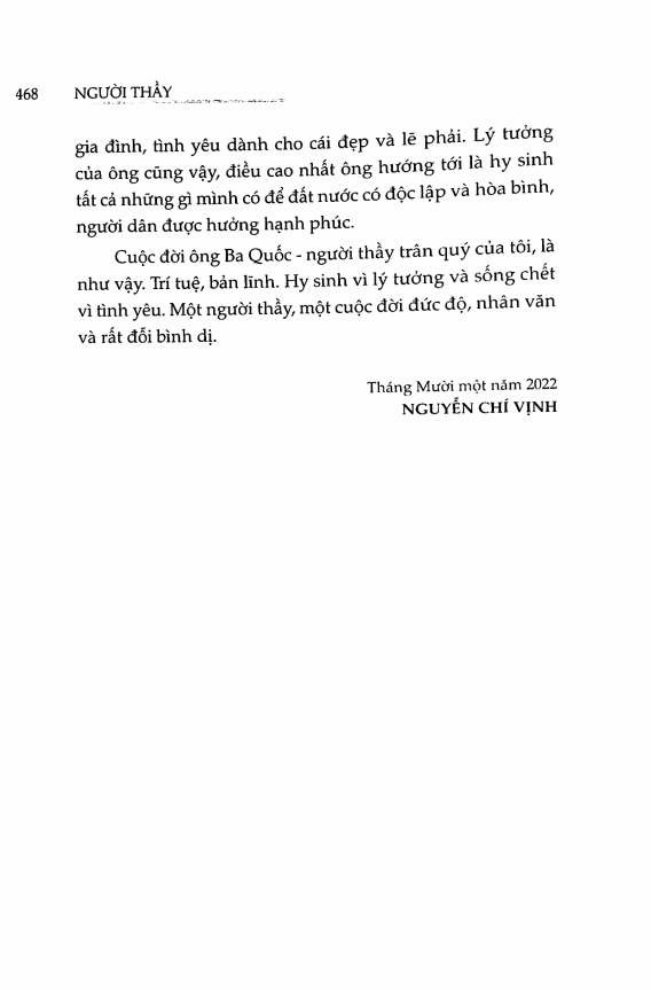 468 NGƯỜI THẦY
gia đình, tình yêu dành cho cái đẹp và lẽ phải. Lý tưởng
của ông cũng vậy, điều cao nhất ông hướng tới là hy sinh
tất cả những gì mình có để đất nước có độc lập và hòa bình,
người dân được hưởng hạnh phúc.
Cuộc đời ông Ba Quốc - người thầy trân quý của tôi, là
như vậy. Trí tuệ, bản lĩnh. Hy sinh vì lý tưởng và sống chết
vì tình yêu. Một người thầy, một cuộc đời đức độ, nhân văn
và rất đỗi bình dị.
Tháng Mười một năm 2022
NGUYỄN CHÍ VỊNH